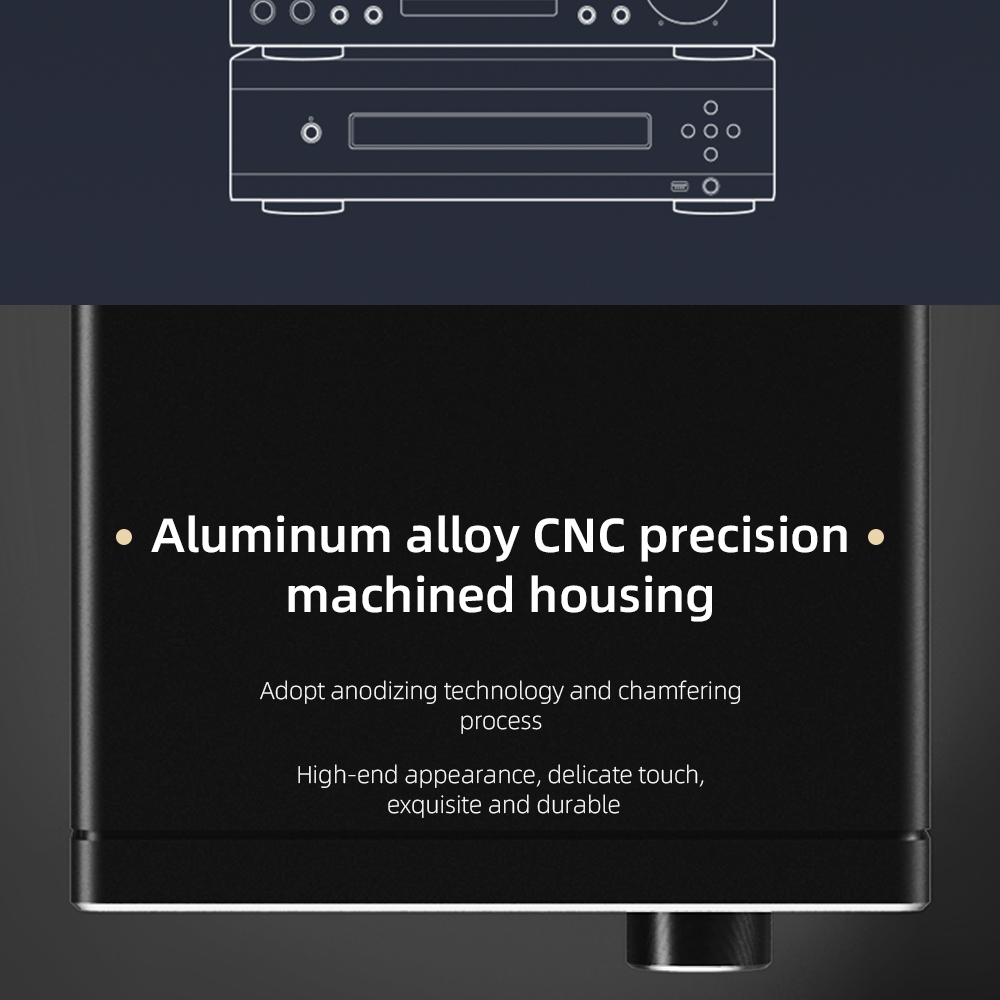 Aluminum alloy CNC precision
machined housing
Adopt anodizing technology and chamfering
process
High-end appearance, delicate touch,
exquisite and durable